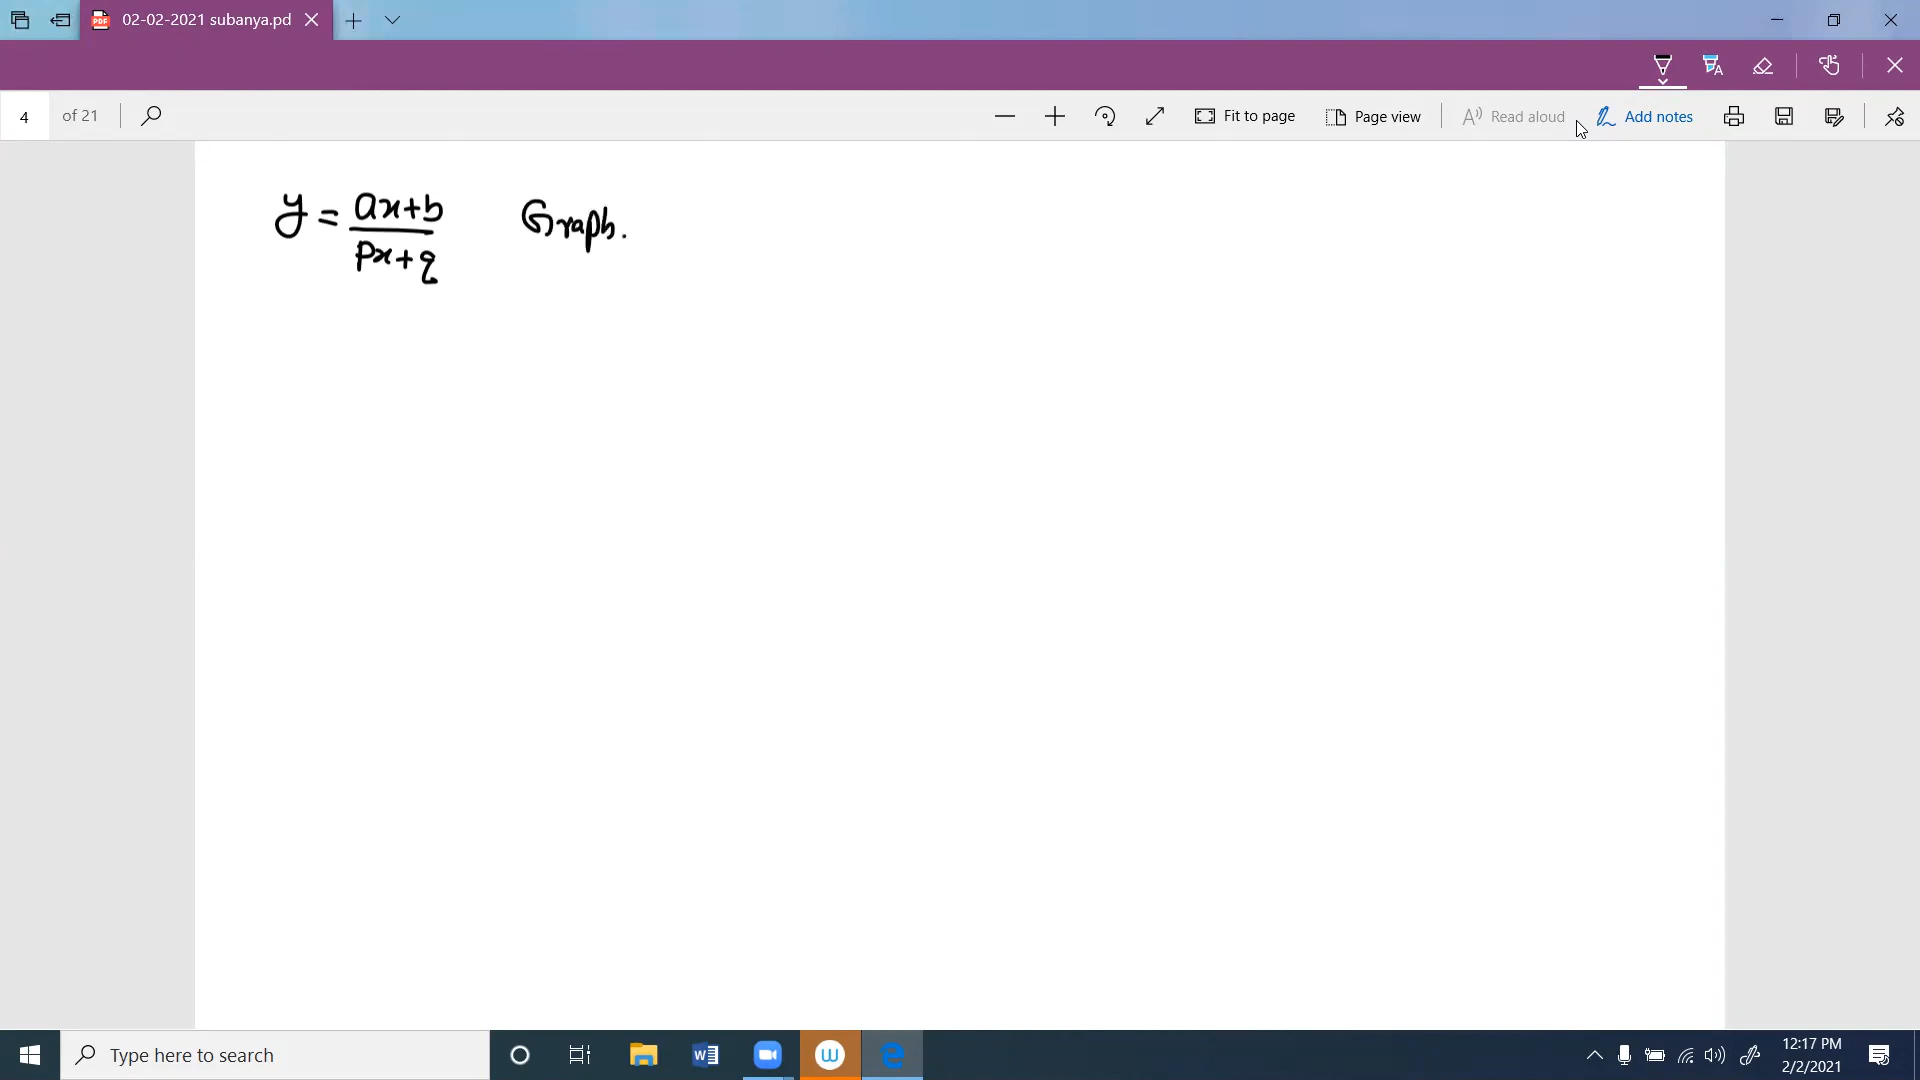 02-02-2021 subanya.pd
4 of 21 Fit to page Page view Read aloud Add notes
y = ax+b / px+q Graph.
Type here to search
12:17 PM
2/2/2021